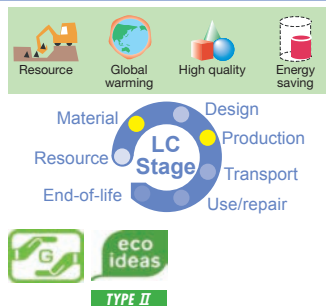 Resource
Global
warming
High quality
Energy
saving
Material
Design
Production
LC
Stage
Resource
Transport
End-of-life
Use/repair
G
eco
ideas
TYPE II